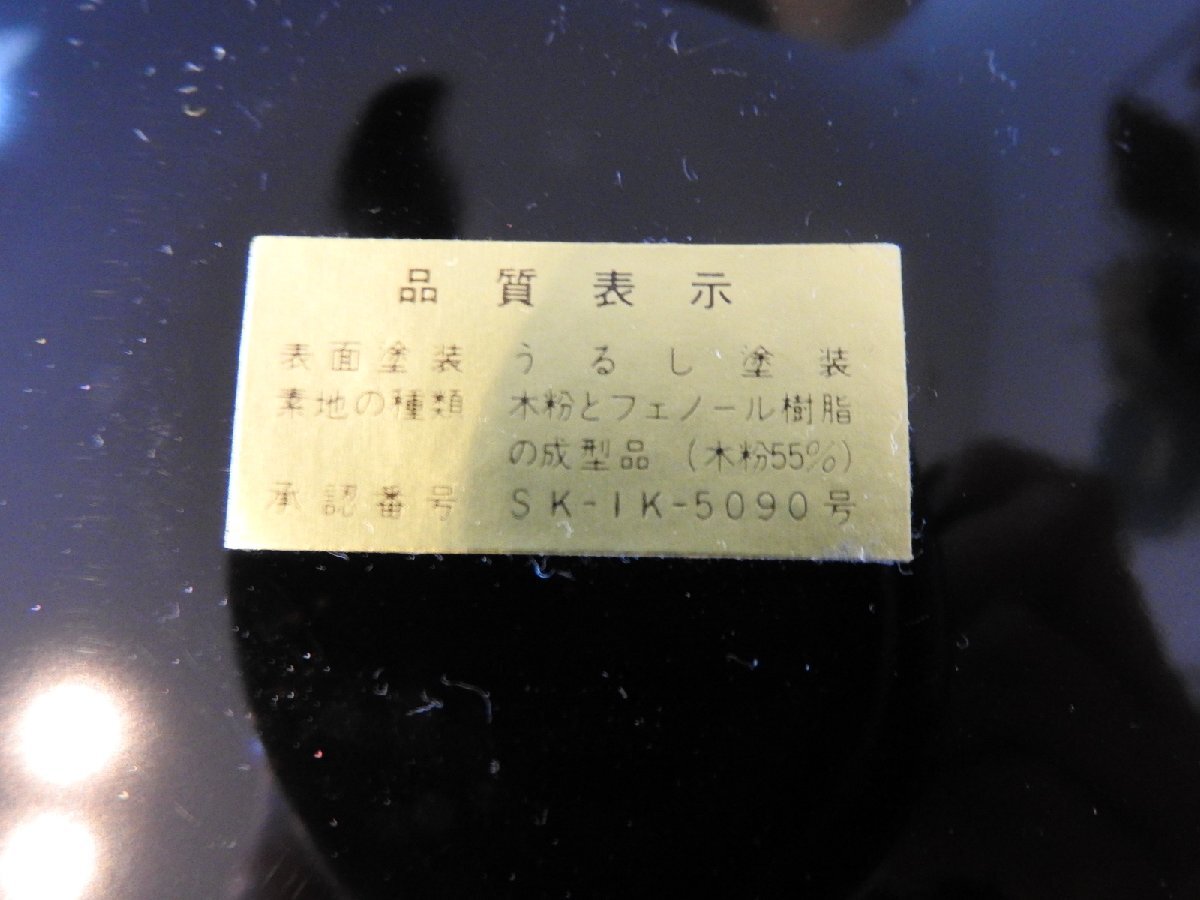 品質表示
表面塗装 うるし塗装
素地の種類 木粉とフェノール樹脂
の成型品 (木粉55%)
承認番号 SK-IK-5090号